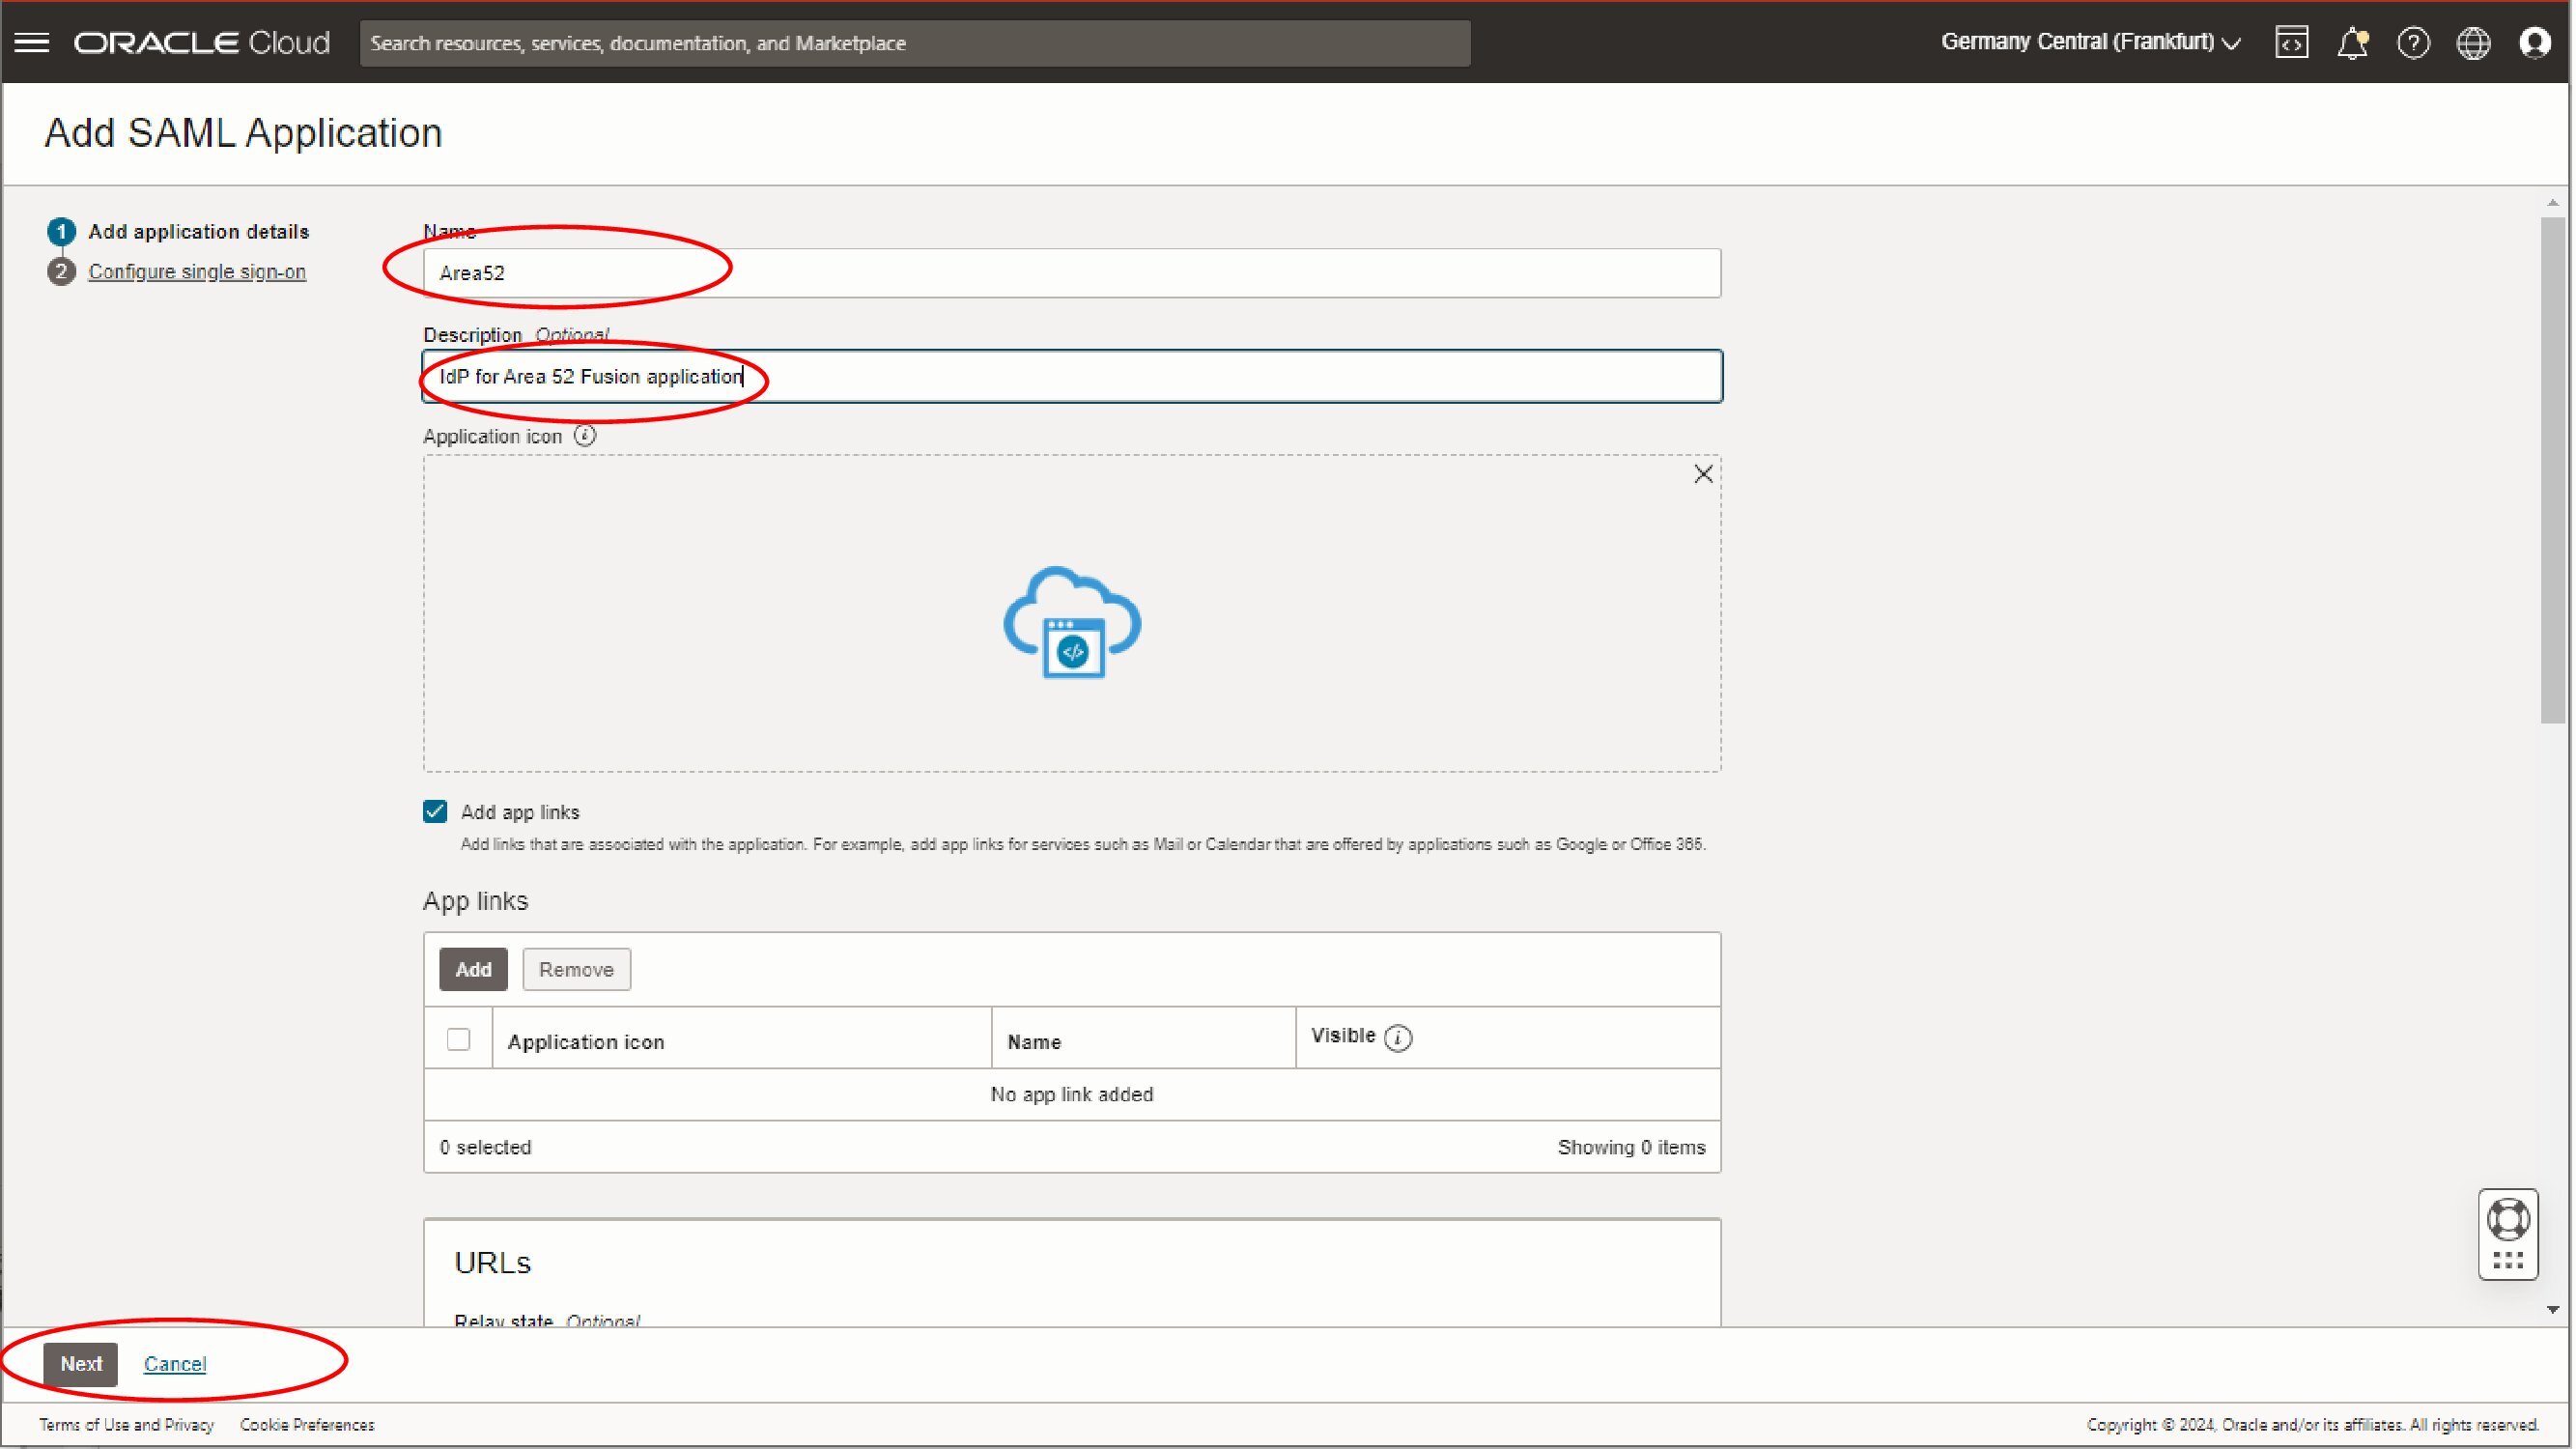 ORACLE Cloud
Search resources, services, documentation, and Marketplace
Germany Central (Frankfurt)
Add SAML Application
1 Add application details
2 Configure single sign-on
Name
Area52
Description Optional
IdP for Area 52 Fusion application
Application icon
Add app links
Add links that are associated with the application. For example, add app links for services such as Mail or Calendar that are offered by applications such as Google or Office 365.
App links
Add Remove
Application icon Name Visible
No app link added
0 selected Showing 0 items
URLs
Relay state Optional
Next Cancel
Terms of Use and Privacy Cookie Preferences Copyright © 2024, Oracle and/or its affiliates. All rights reserved.